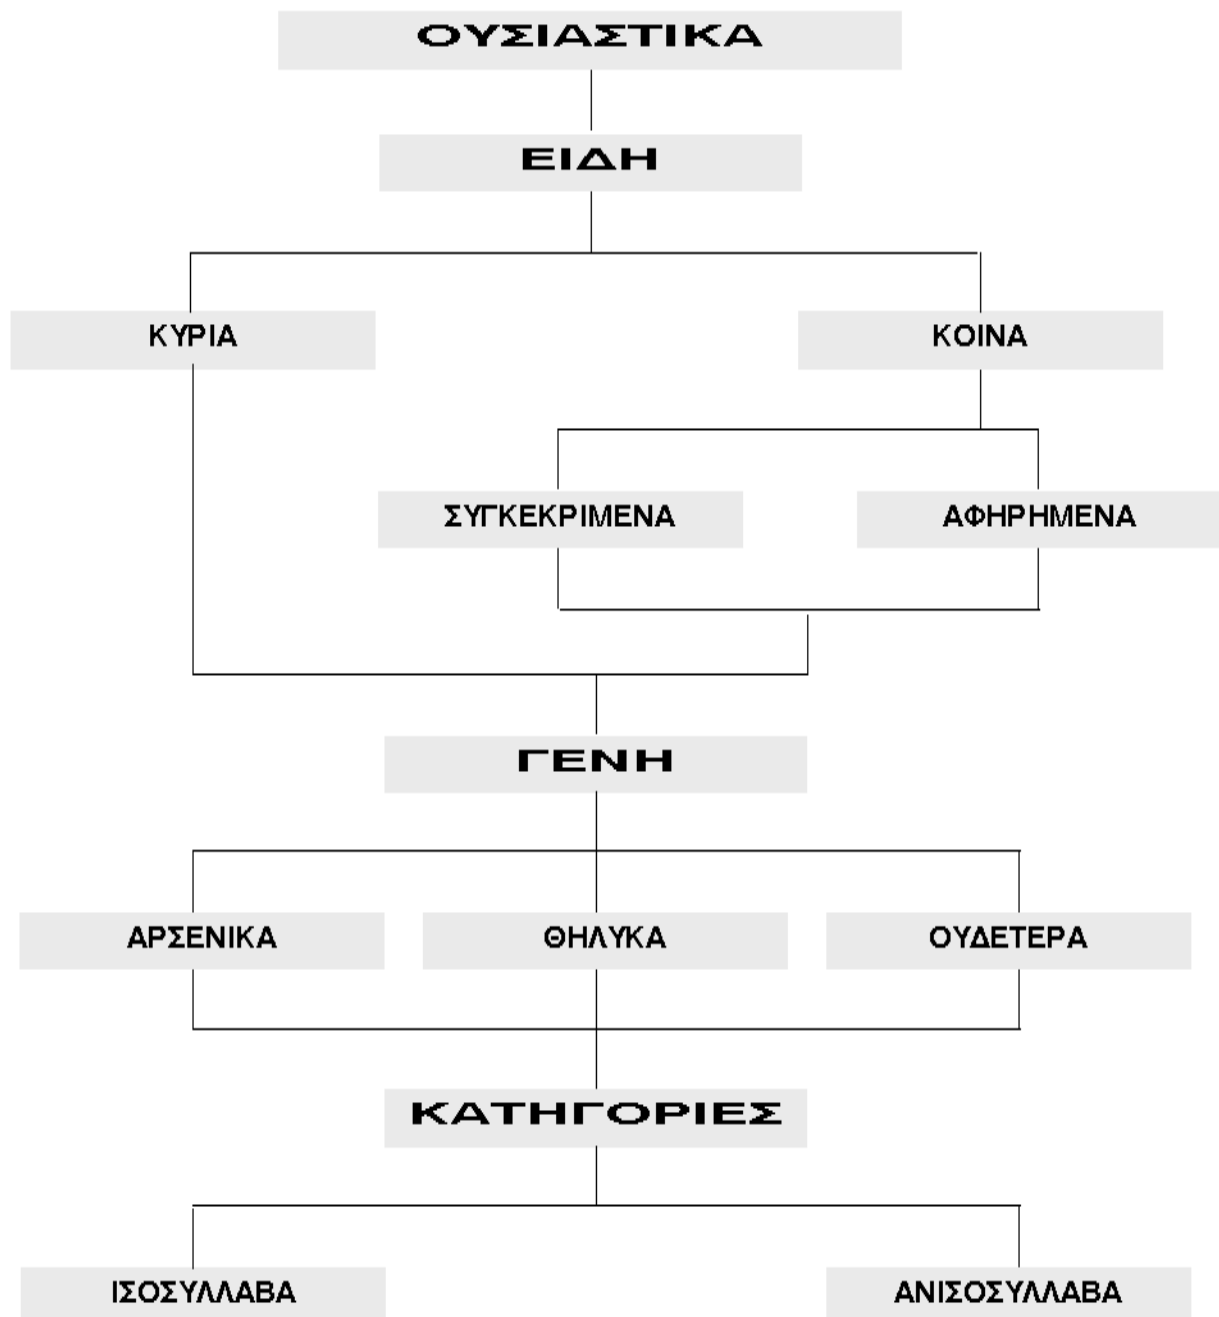 ΟΥΣΙΑΣΤΙΚΑ
ΕΙΔΗ
ΚΥΡΙΑ
ΚΟΙΝΑ
ΣΥΓΚΕΚΡΙΜΕΝΑ
ΑΦΗΡΗΜΕΝΑ
ΓΕΝΗ
ΑΡΣΕΝΙΚΑ
ΘΗΛΥΚΑ
ΟΥΔΕΤΕΡΑ
ΚΑΤΗΓΟΡΙΕΣ
ΙΣΟΣΥΛΛΑΒΑ
ΑΝΙΣΟΣΥΛΛΑΒΑ